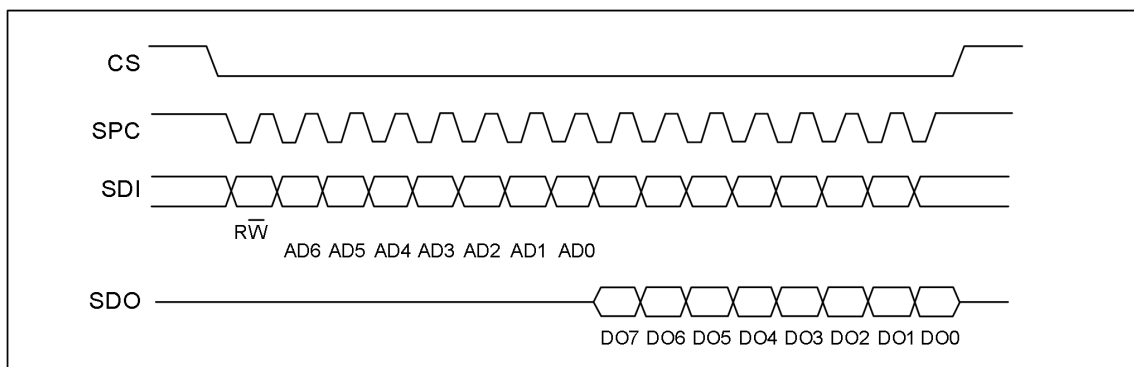 CS
SPC
SDI
RW̅
AD6 AD5 AD4 AD3 AD2 AD1 AD0
SDO
DO7 DO6 DO5 DO4 DO3 DO2 DO1 DO0